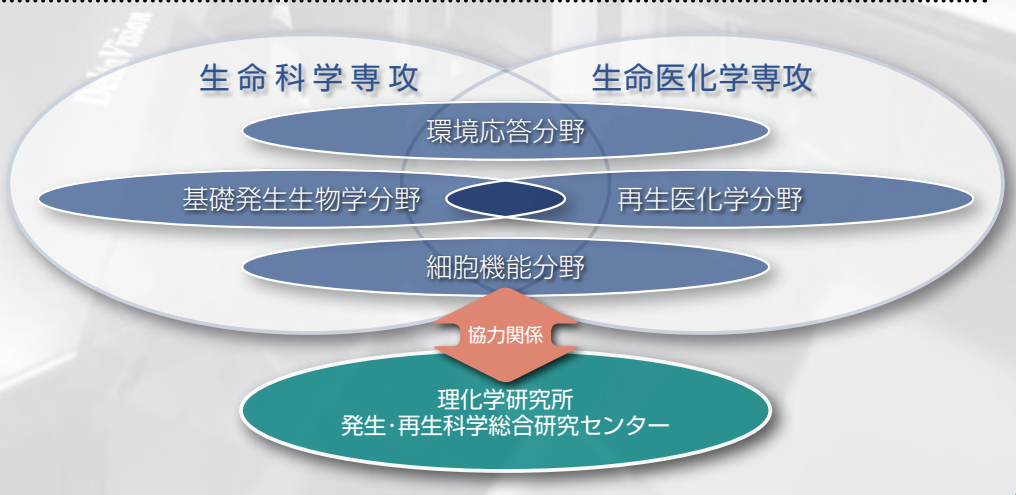 DeltaVision
生命科学専攻
生命医化学専攻
環境応答分野
基礎発生生物学分野
再生医化学分野
細胞機能分野
協力関係
理化学研究所
発生・再生科学総合研究センター